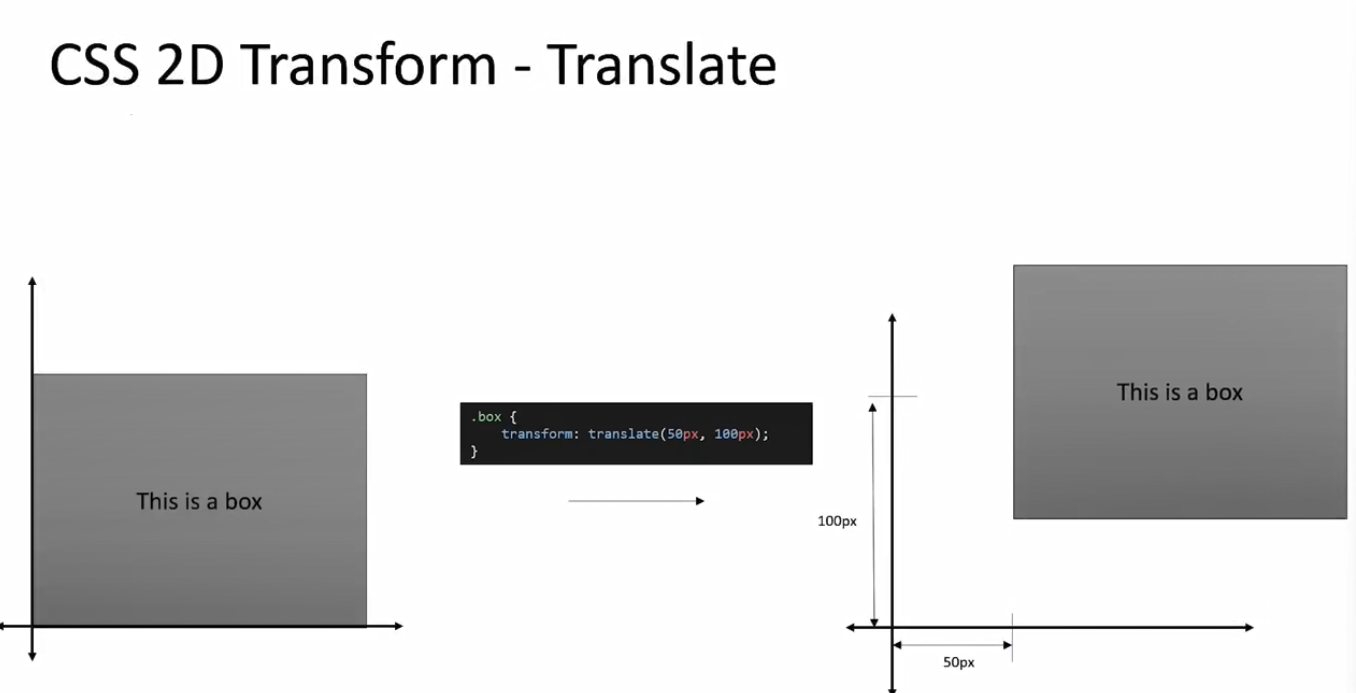 CSS 2D Transform - Translate
This is a box
.box {
transform: translate(50px, 100px);
}
This is a box
100px
50px